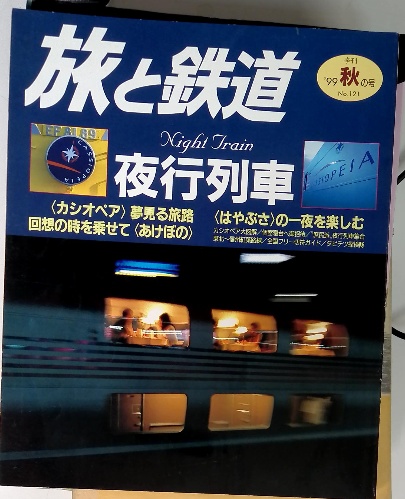 旅と鉄道
季刊
'99 秋の号
No.121
Night Train
夜行列車
CASSIOPEIA
〈カシオペア〉夢見る旅路
〈はやぶさ〉の一夜を楽しむ
回想の時を乗せて〈あけぼの〉